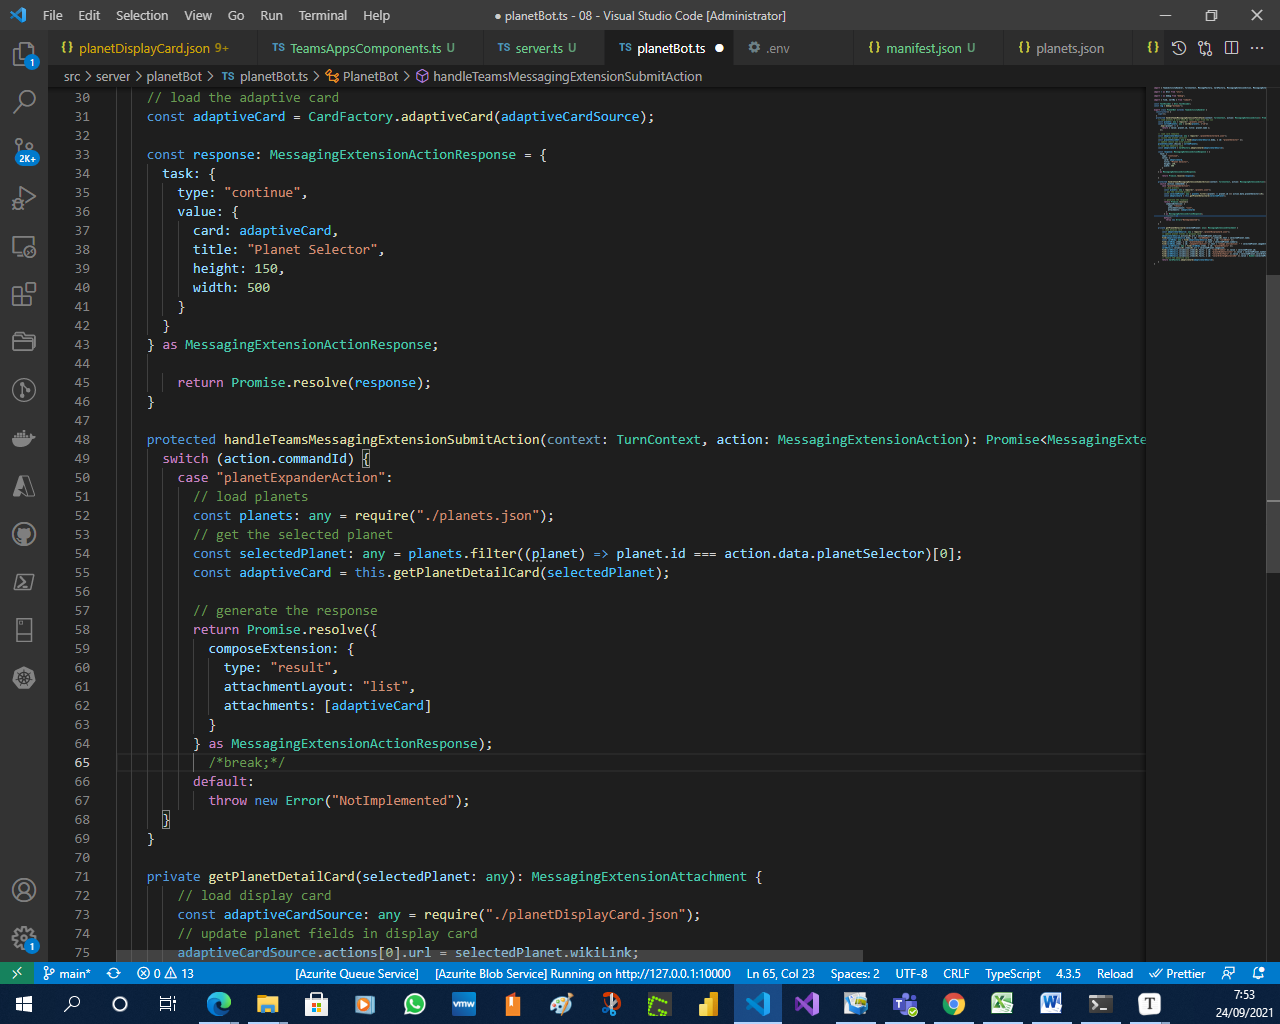 File Edit Selection View Go Run Terminal Help ● planetBot.ts - 08 - Visual Studio Code [Administrator]
{} planetDisplayCard.json 9+ TS TeamsAppsComponents.ts U TS server.ts U TS planetBot.ts ● .env {} manifest.json U {} planets.json {} ...
src > server > planetBot > TS planetBot.ts > PlanetBot > handleTeamsMessagingExtensionSubmitAction
30 // load the adaptive card
31 const adaptiveCard = CardFactory.adaptiveCard(adaptiveCardSource);
32
33 const response: MessagingExtensionActionResponse = {
34 task: {
35 type: "continue",
36 value: {
37 card: adaptiveCard,
38 title: "Planet Selector",
39 height: 150,
40 width: 500
41 }
42 }
43 } as MessagingExtensionActionResponse;
44
45 return Promise.resolve(response);
46 }
47
48 protected handleTeamsMessagingExtensionSubmitAction(context: TurnContext, action: MessagingExtensionAction): Promise<MessagingExte
49 switch (action.commandId) {
50 case "planetExpanderAction":
51 // load planets
52 const planets: any = require("./planets.json");
53 // get the selected planet
54 const selectedPlanet: any = planets.filter((planet) => planet.id === action.data.planetSelector)[0];
55 const adaptiveCard = this.getPlanetDetailCard(selectedPlanet);
56
57 // generate the response
58 return Promise.resolve({
59 composeExtension: {
60 type: "result",
61 attachmentLayout: "list",
62 attachments: [adaptiveCard]
63 }
64 } as MessagingExtensionActionResponse);
65 /*break;*/
66 default:
67 throw new Error("NotImplemented");
68 }
69 }
70
71 private getPlanetDetailCard(selectedPlanet: any): MessagingExtensionAttachment {
72 // load display card
73 const adaptiveCardSource: any = require("./planetDisplayCard.json");
74 // update planet fields in display card
75 adaptiveCardSource.actions[0].url = selectedPlanet.wikiLink;
1
2K+
1
main* 0 13 [Azurite Queue Service] [Azurite Blob Service] Running on http://127.0.0.1:10000 Ln 65, Col 23 Spaces: 2 UTF-8 CRLF TypeScript 4.3.5 Reload Prettier
vmw T
7:53
24/09/2021